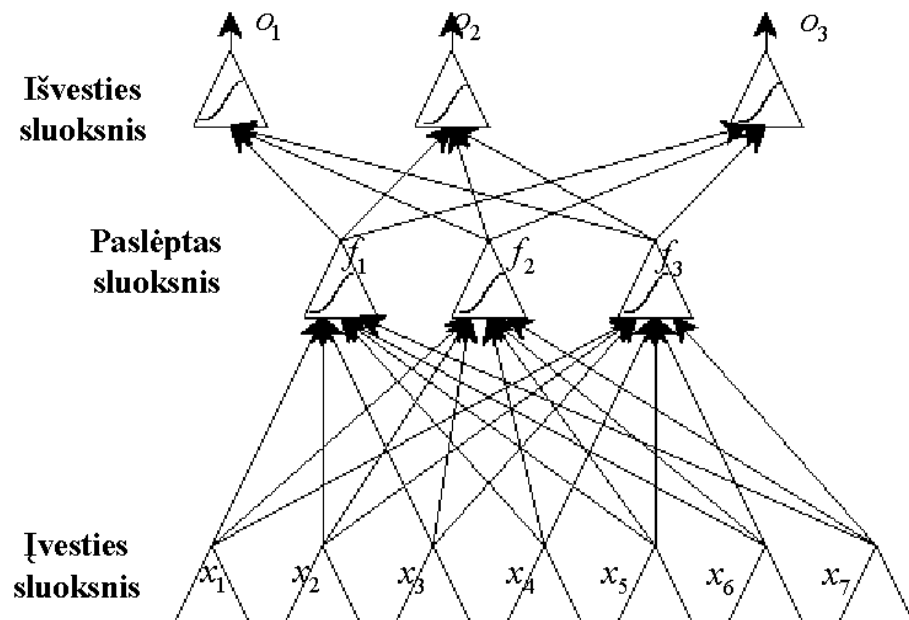 o1 o2 o3
Išvesties
sluoksnis
Paslėptas
sluoksnis
f1 f2 f3
Įvesties
sluoksnis
x1 x2 x3 x4 x5 x6 x7